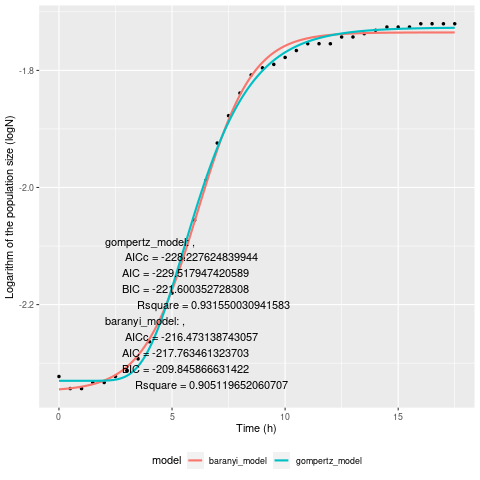 -1.8
-2.0
-2.2
Logarithm of the population size (logN)
gompertz_model: ,
AICc = -228.227624839944
AIC = -229.517947420589
BIC = -221.600352728308
Rsquare = 0.931550030941583
baranyi_model: ,
AICc = -216.473138743057
AIC = -217.763461323703
BIC = -209.845866631422
Rsquare = 0.905119652060707
0 5 10 15
Time (h)
model baranyi_model gompertz_model